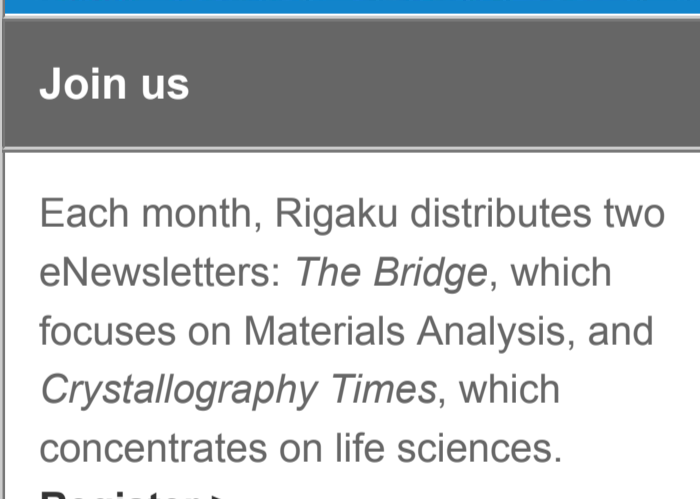 Join us
Each month, Rigaku distributes two
eNewsletters: The Bridge, which
focuses on Materials Analysis, and
Crystallography Times, which
concentrates on life sciences.